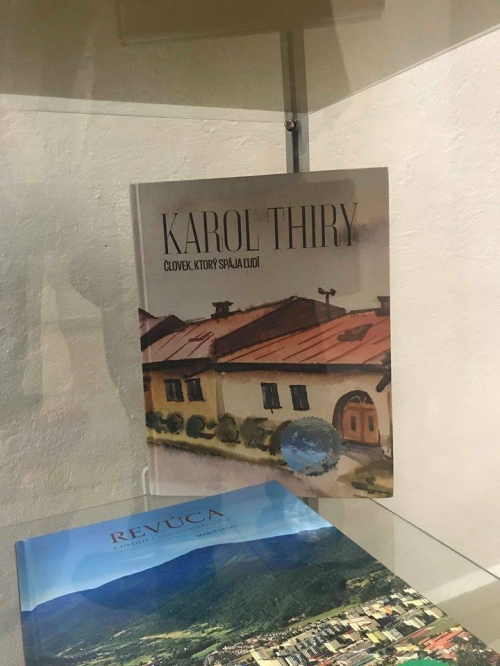 KAROL THIRY
ČLOVEK, KTORÝ SPÁJA ĽUDÍ
REVÚCA